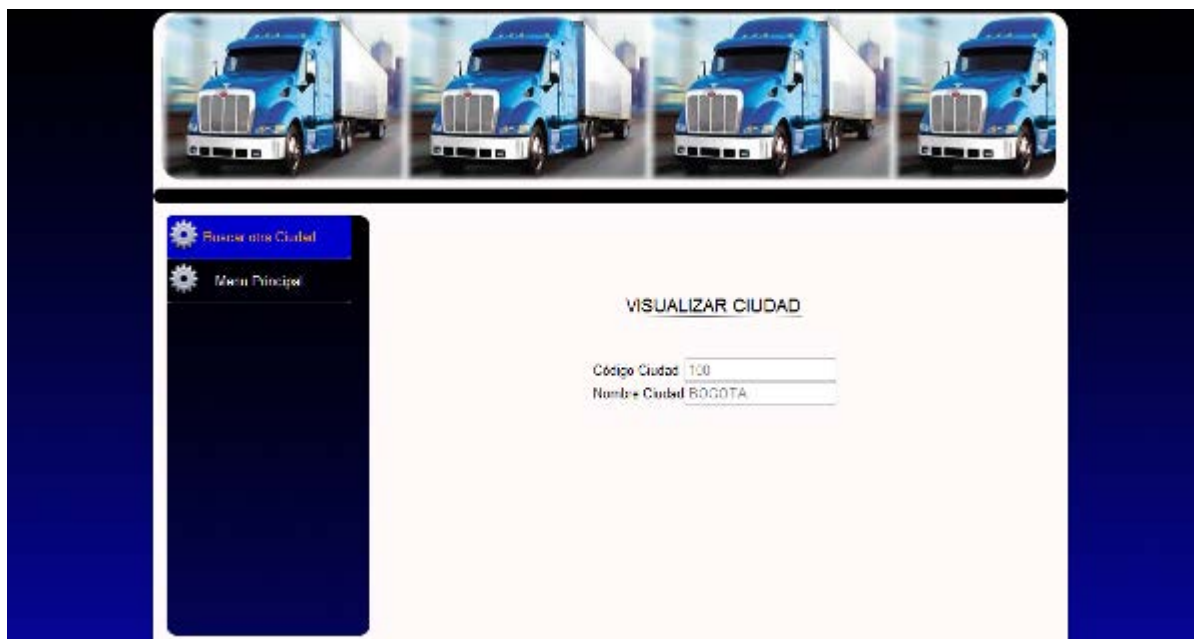 Buscar otra Ciudad
Menu Principal
VISUALIZAR CIUDAD
Código Ciudad 100
Nombre Ciudad BOGOTA